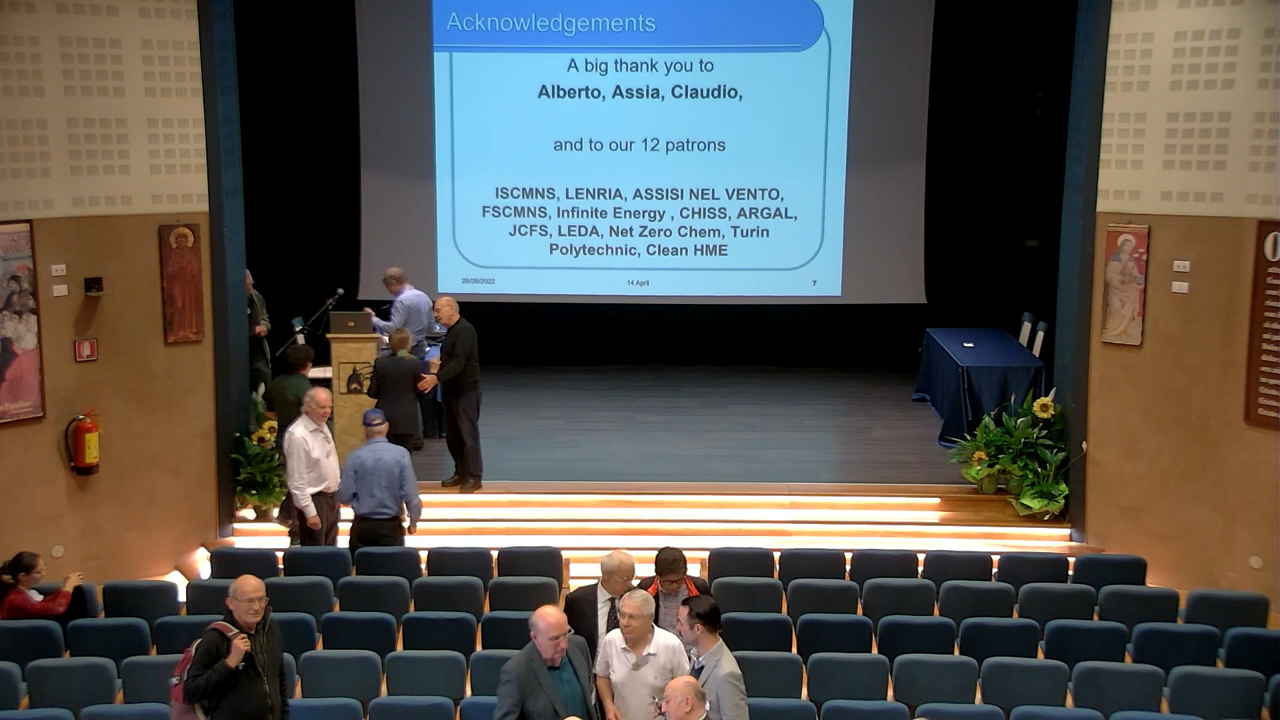 Acknowledgements
A big thank you to
Alberto, Assia, Claudio,
and to our 12 patrons
ISCMNS, LENRIA, ASSISI NEL VENTO,
FSCMNS, Infinite Energy , CHISS, ARGAL,
JCFS, LEDA, Net Zero Chem, Turin
Polytechnic, Clean HME
28/09/2022 14 April 7